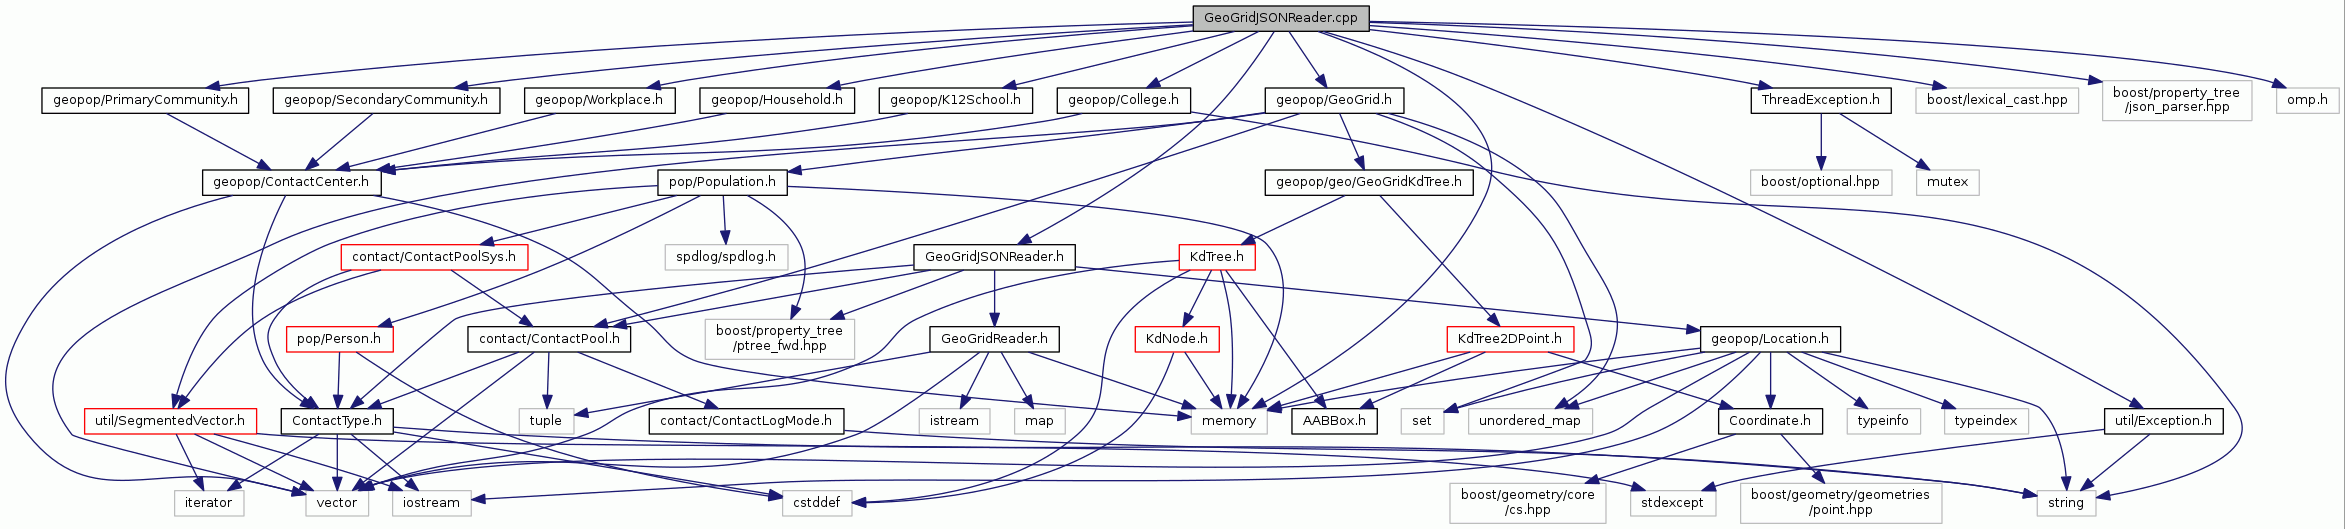 GeoGridJSONReader.cpp
geopop/PrimaryCommunity.h
geopop/SecondaryCommunity.h
geopop/Workplace.h
geopop/Household.h
geopop/K12School.h
geopop/College.h
geopop/GeoGrid.h
ThreadException.h
boost/lexical_cast.hpp
boost/property_tree
/json_parser.hpp
omp.h
geopop/ContactCenter.h
pop/Population.h
geopop/geo/GeoGridKdTree.h
boost/optional.hpp
mutex
contact/ContactPoolSys.h
spdlog/spdlog.h
GeoGridJSONReader.h
KdTree.h
pop/Person.h
contact/ContactPool.h
boost/property_tree
/ptree_fwd.hpp
GeoGridReader.h
KdNode.h
KdTree2DPoint.h
geopop/Location.h
util/SegmentedVector.h
ContactType.h
tuple
contact/ContactLogMode.h
istream
map
memory
AABBox.h
set
unordered_map
Coordinate.h
typeinfo
typeindex
util/Exception.h
iterator
vector
iostream
cstddef
boost/geometry/core
/cs.hpp
stdexcept
boost/geometry/geometries
/point.hpp
string